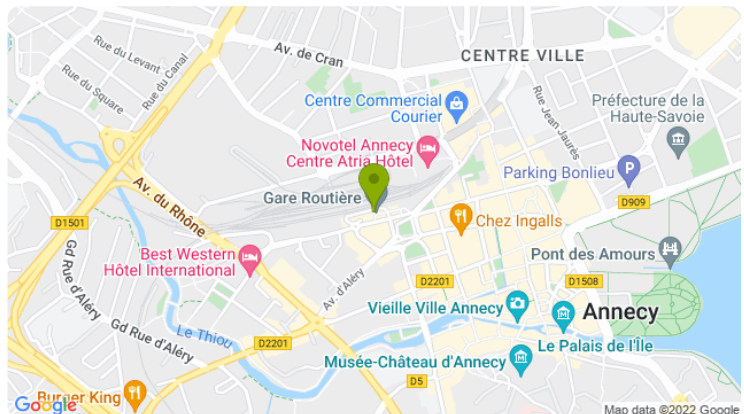 Av. de Cran
CENTRE VILLE
Rue du Levant
Rue du Canal
Rue du Square
Centre Commercial
Courier
Rue Jean Jaurès
Préfecture de la
Haute-Savoie
Novotel Annecy
Centre Atria Hôtel
Parking Bonlieu
Av. du Rhône
Gare Routière
D909
D1501
Chez Ingalls
Best Western
Hôtel International
Pont des Amours
Gd Rue d'Aléry
Av. d'Aléry
D2201
D1508
Vieille Ville Annecy
Annecy
Le Thiou
Gd Rue d'Aléry
D2201
Le Palais de l'Île
Musée-Château d'Annecy
D5
Burger King
Google
Map data ©2022 Google